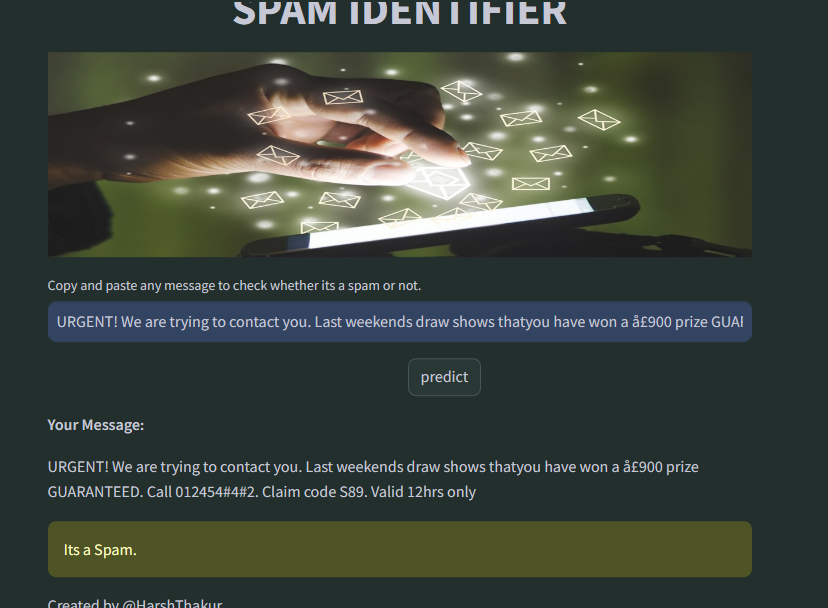 SPAM IDENTIFIER
Copy and paste any message to check whether its a spam or not.
URGENT! We are trying to contact you. Last weekends draw shows thatyou have won a å£900 prize GUAR
predict
Your Message:
URGENT! We are trying to contact you. Last weekends draw shows thatyou have won a å£900 prize
GUARANTEED. Call 012454#4#2. Claim code S89. Valid 12hrs only
Its a Spam.
Created by @HarshThakur